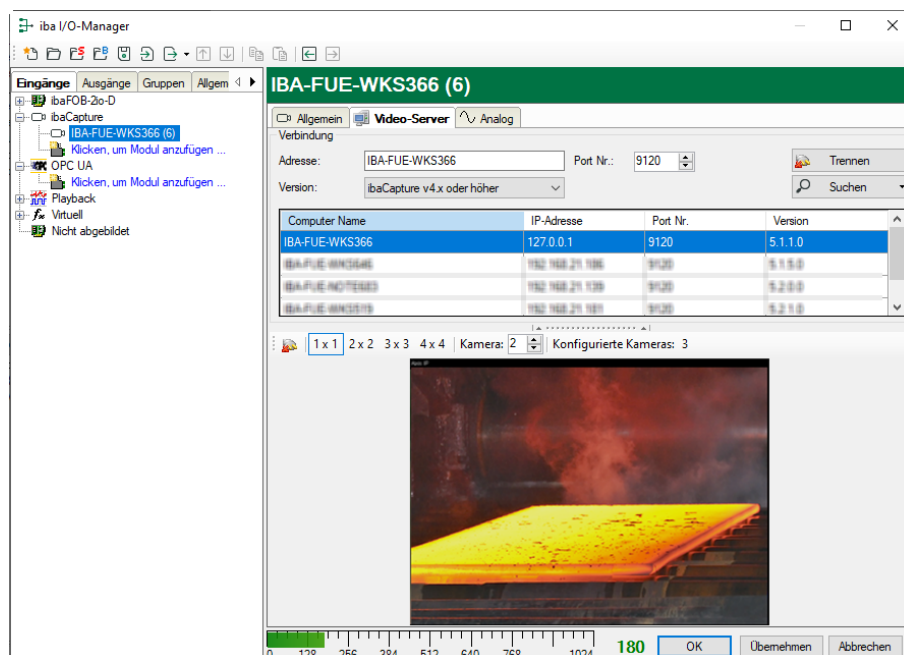 iba I/O-Manager
Eingänge Ausgänge Gruppen Allgem
ibaFOB-2io-D
ibaCapture
IBA-FUE-WKS366 (6)
Klicken, um Modul anzufügen ...
OPC UA
Klicken, um Modul anzufügen ...
Playback
Virtuell
Nicht abgebildet
IBA-FUE-WKS366 (6)
Allgemein Video-Server Analog
Verbindung
Adresse: IBA-FUE-WKS366 Port Nr.: 9120 Trennen
Version: ibaCapture v4.x oder höher Suchen
Computer Name IP-Adresse Port Nr. Version
IBA-FUE-WKS366 127.0.0.1 9120 5.1.1.0
1 x 1 2 x 2 3 x 3 4 x 4 Kamera: 2 Konfigurierte Kameras: 3
0 128 256 384 512 640 768 1024 180 OK Übernehmen Abbrechen